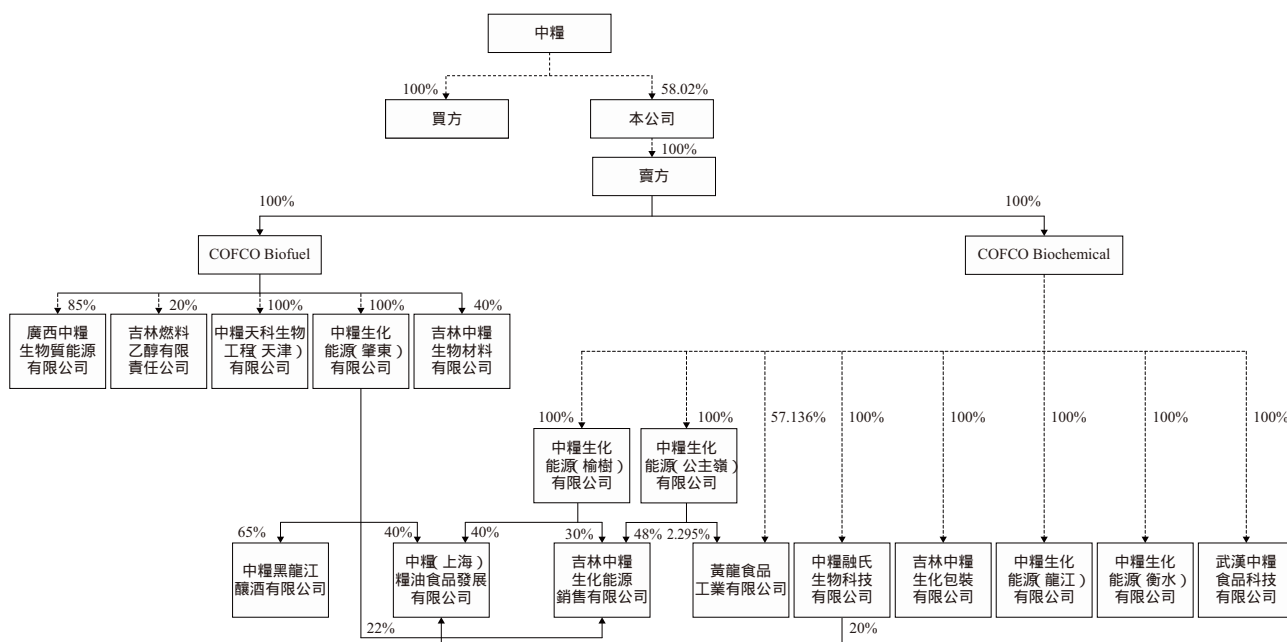 中糧
100%
58.02%
買方
本公司
100%
賣方
100%
100%
COFCO Biofuel
COFCO Biochemical
85%
20%
100%
100%
40%
廣西中糧
生物質能源
有限公司
吉林燃料
乙醇有限
責任公司
中糧天科生物
工程(天津)
有限公司
中糧生化
能源(肇東)
有限公司
吉林中糧
生物材料
有限公司
100%
100%
57.136%
100%
100%
100%
100%
100%
中糧生化
能源(榆樹)
有限公司
中糧生化
能源(公主嶺)
有限公司
65%
40%
40%
30%
48%
2.295%
中糧黑龍江
釀酒有限公司
中糧(上海)
糧油食品發展
有限公司
吉林中糧
生化能源
銷售有限公司
黃龍食品
工業有限公司
中糧融氏
生物科技
有限公司
吉林中糧
生化包裝
有限公司
中糧生化
能源(龍江)
有限公司
中糧生化
能源(衡水)
有限公司
武漢中糧
食品科技
有限公司
22%
20%